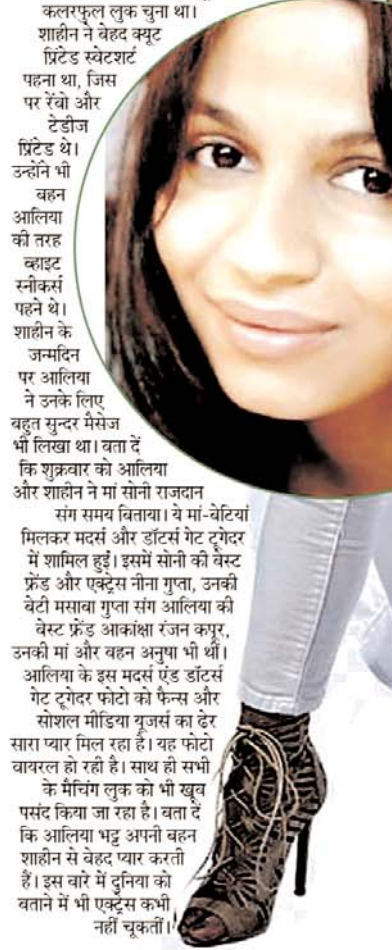 कलरफुल लुक चुना था।
शाहीन ने बेहद क्यूट
प्रिंटेड स्वेटशर्ट
पहना था, जिस
पर रेंबो और
टेडीज
प्रिंटेड थे।
उन्होंने भी
बहन
आलिया
की तरह
व्हाइट
स्नीकर्स
पहने थे।
शाहीन के
जन्मदिन
पर आलिया
ने उनके लिए
बहुत सुन्दर मैसेज
भी लिखा था। बता दें
कि शुक्रवार को आलिया
और शाहीन ने मां सोनी राजदान
संग समय बिताया। ये मां-बेटियां
मिलकर मदर्स और डॉटर्स गेट टूगेदर
में शामिल हुईं। इसमें सोनी की बेस्ट
फ्रेंड और एक्ट्रेस नीना गुप्ता, उनकी
बेटी मसाबा गुप्ता संग आलिया की
बेस्ट फ्रेंड आकांक्षा रंजन कपूर,
उनकी मां और बहन अनुषा भी थीं।
आलिया के इस मदर्स एंड डॉटर्स
गेट टूगेदर फोटो को फैन्स और
सोशल मीडिया यूजर्स का ढेर
सारा प्यार मिल रहा है। यह फोटो
वायरल हो रही है। साथ ही सभी
के मैचिंग लुक को भी खूब
पसंद किया जा रहा है। बता दें
कि आलिया भट्ट अपनी बहन
शाहीन से बेहद प्यार करती
हैं। इस बारे में दुनिया को
बताने में भी एक्ट्रेस कभी
नहीं चूकतीं।